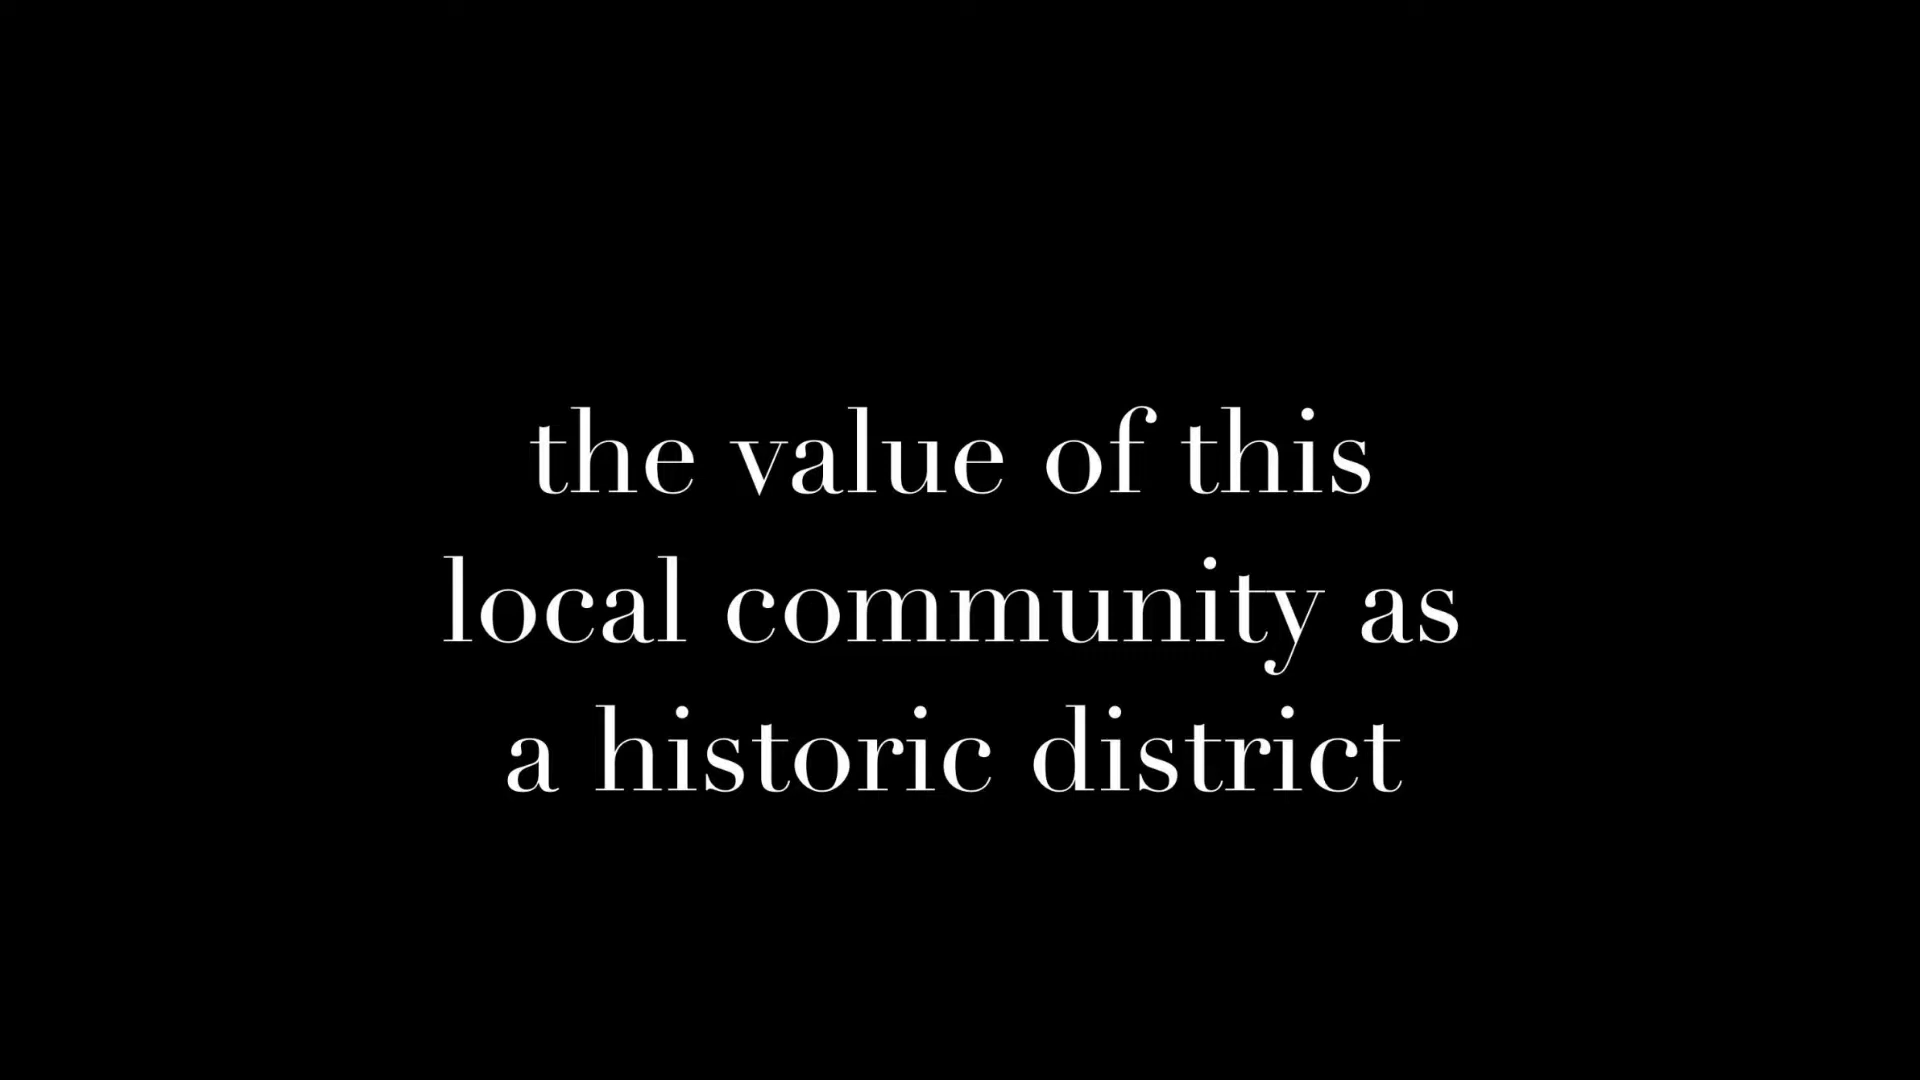 the value of this
local community as
a historic district